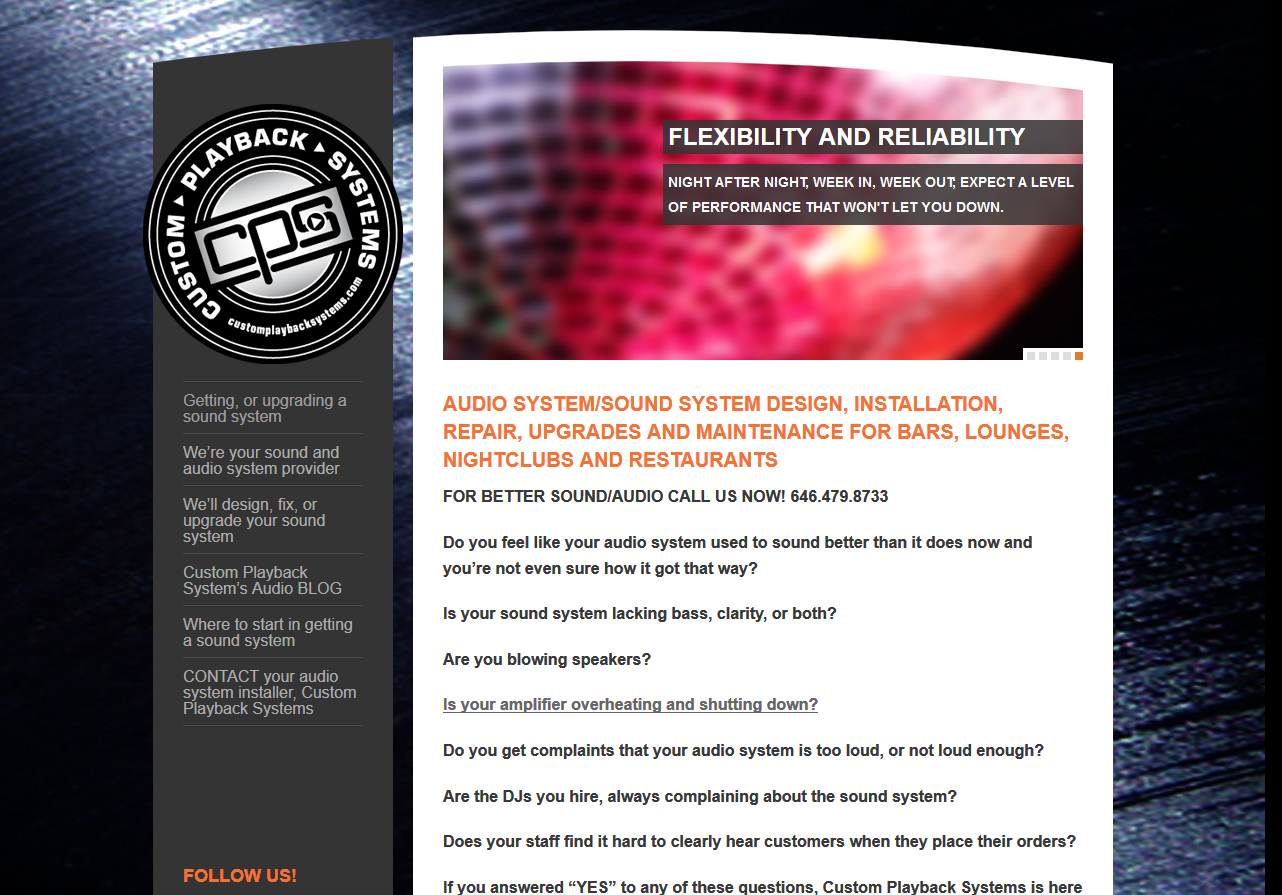 CUSTOM ▲ PLAYBACK ▲ SYSTEMS
cps
customplaybacksystems.com
Getting, or upgrading a
sound system
We’re your sound and
audio system provider
We’ll design, fix, or
upgrade your sound
system
Custom Playback
System’s Audio BLOG
Where to start in getting
a sound system
CONTACT your audio
system installer, Custom
Playback Systems
FOLLOW US!
FLEXIBILITY AND RELIABILITY
NIGHT AFTER NIGHT, WEEK IN, WEEK OUT; EXPECT A LEVEL
OF PERFORMANCE THAT WON'T LET YOU DOWN.
AUDIO SYSTEM/SOUND SYSTEM DESIGN, INSTALLATION,
REPAIR, UPGRADES AND MAINTENANCE FOR BARS, LOUNGES,
NIGHTCLUBS AND RESTAURANTS
FOR BETTER SOUND/AUDIO CALL US NOW! 646.479.8733
Do you feel like your audio system used to sound better than it does now and
you’re not even sure how it got that way?
Is your sound system lacking bass, clarity, or both?
Are you blowing speakers?
Is your amplifier overheating and shutting down?
Do you get complaints that your audio system is too loud, or not loud enough?
Are the DJs you hire, always complaining about the sound system?
Does your staff find it hard to clearly hear customers when they place their orders?
If you answered “YES” to any of these questions, Custom Playback Systems is here